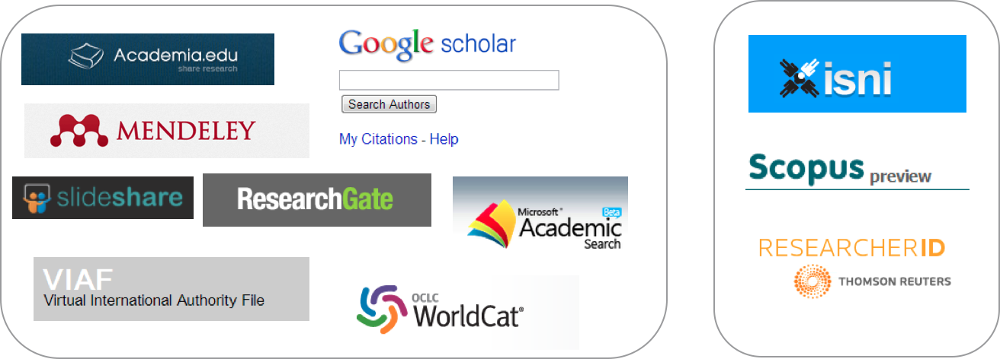 Academia.edu
share research
Google scholar
Search Authors
My Citations - Help
MENDELEY
slideshare
ResearchGate
Microsoft®
Beta
Academic
Search
VIAF
Virtual International Authority File
OCLC
WorldCat®
isni
Scopus preview
RESEARCHERID
THOMSON REUTERS